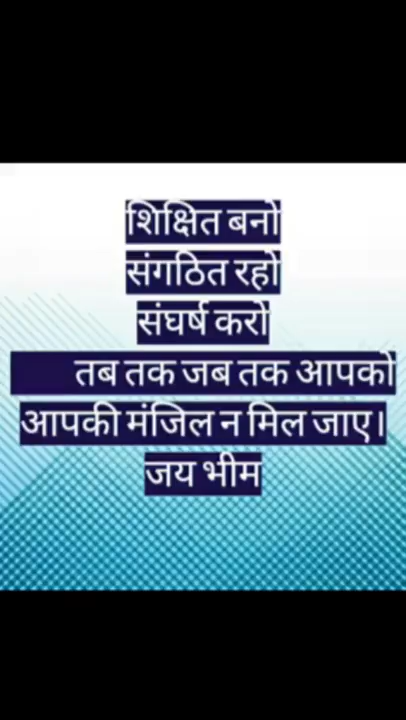 शिक्षित बनो
संगठित रहो
संघर्ष करो
तब तक जब तक आपको
आपकी मंजिल न मिल जाए।
जय भीम